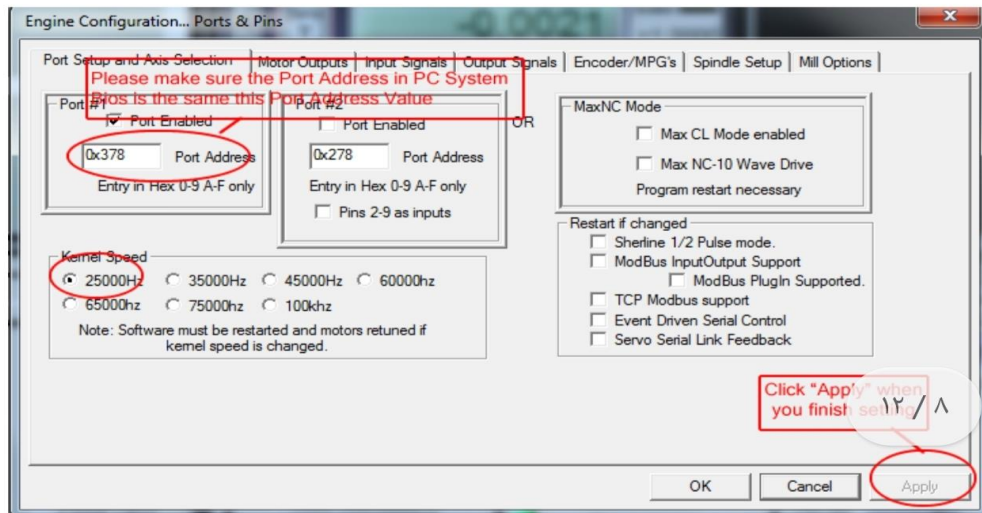 Engine Configuration... Ports & Pins
-0.0021
Port Setup and Axis Selection
Motor Outputs
Input Signals
Output Signals
Encoder/MPG's
Spindle Setup
Mill Options
Please make sure the Port Address in PC System
Bios is the same this Port Address Value
Port #1
Port Enabled
0x378 Port Address
Entry in Hex 0-9 A-F only
Port #2
Port Enabled
0x278 Port Address
Entry in Hex 0-9 A-F only
Pins 2-9 as inputs
OR
MaxNC Mode
Max CL Mode enabled
Max NC-10 Wave Drive
Program restart necessary
Restart if changed
Sherline 1/2 Pulse mode.
ModBus InputOutput Support
ModBus PlugIn Supported.
TCP Modbus support
Event Driven Serial Control
Servo Serial Link Feedback
Kernel Speed
25000Hz 35000Hz 45000Hz 60000hz
65000hz 75000hz 100khz
Note: Software must be restarted and motors retuned if
kernel speed is changed.
Click "Apply" when
you finish setting
١٢ / ٨
OK
Cancel
Apply